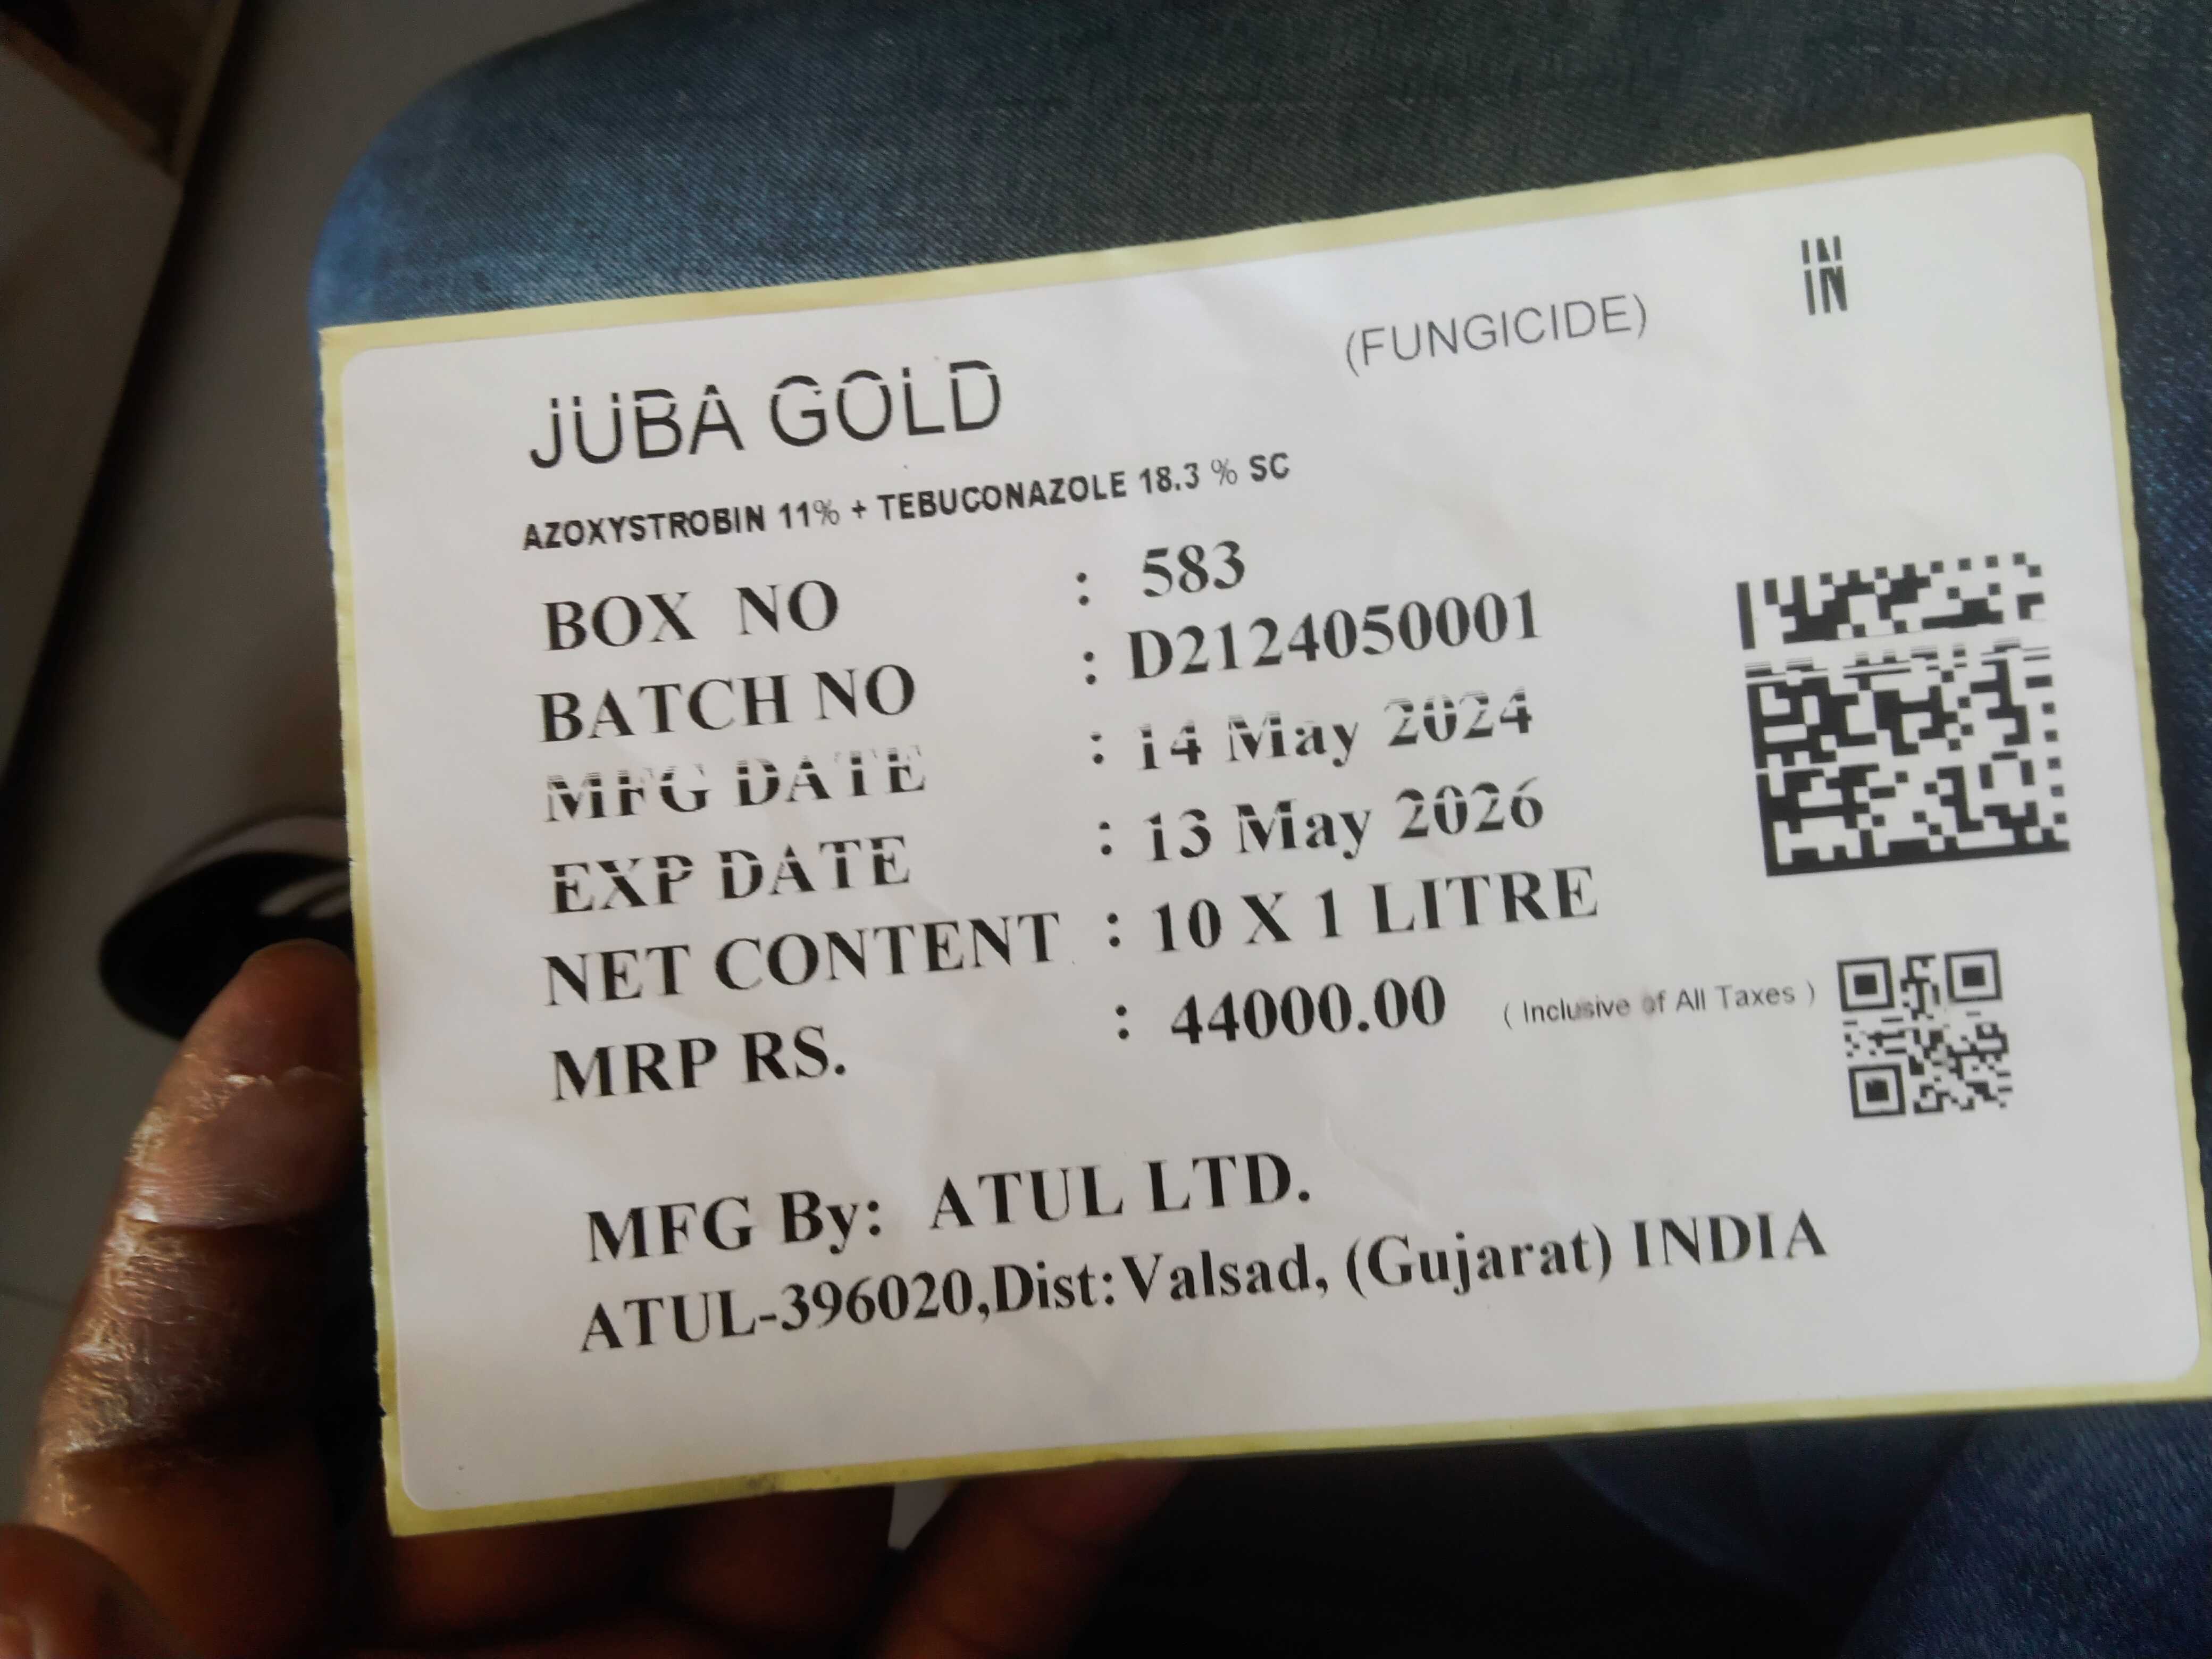 IN
JUBA GOLD (FUNGICIDE)
AZOXYSTROBIN 11% + TEBUCONAZOLE 18.3 % SC
BOX NO : 583
BATCH NO : D2124050001
MFG DATE : 14 May 2024
EXP DATE : 13 May 2026
NET CONTENT : 10 X 1 LITRE
MRP RS. : 44000.00 ( Inclusive of All Taxes )
MFG By: ATUL LTD.
ATUL-396020,Dist:Valsad, (Gujarat) INDIA